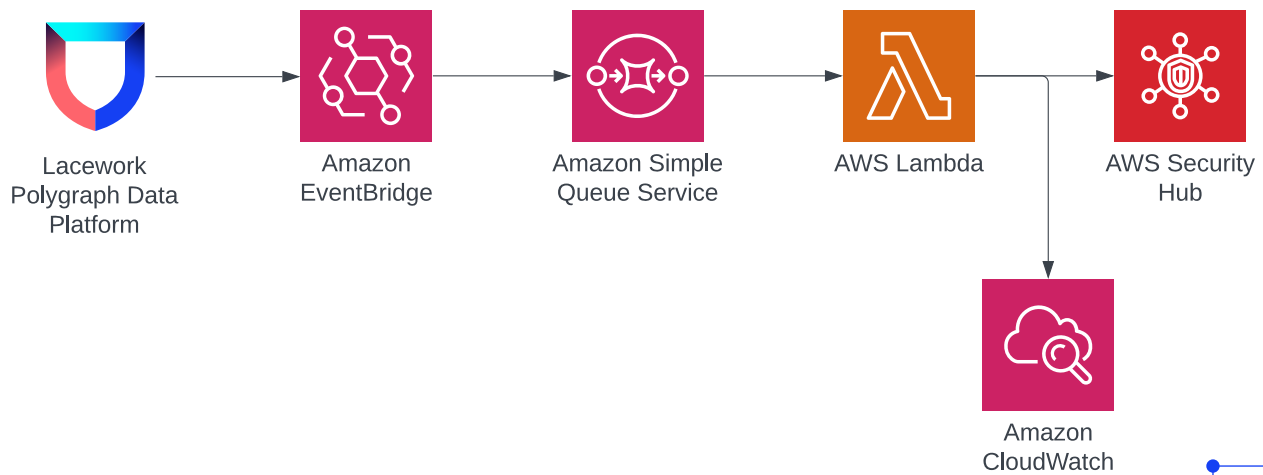 Lacework
Polygraph Data
Platform
Amazon
EventBridge
Amazon Simple
Queue Service
AWS Lambda
AWS Security
Hub
Amazon
CloudWatch